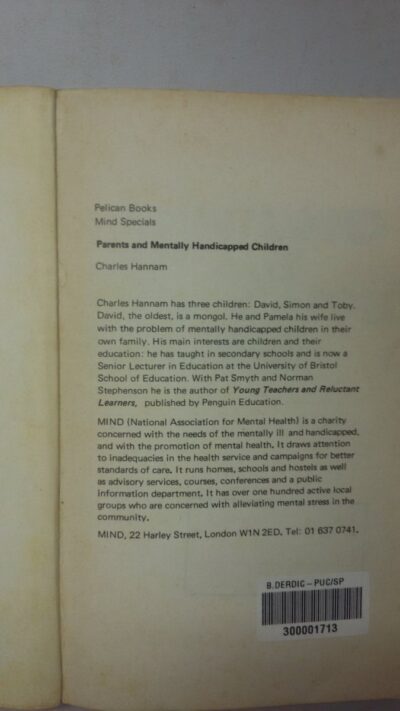 Pelican Books
Mind Specials
Parents and Mentally Handicapped Children
Charles Hannam
Charles Hannam has three children: David, Simon and Toby.
David, the oldest, is a mongol. He and Pamela his wife live
with the problem of mentally handicapped children in their
own family. His main interests are children and their
education: he has taught in secondary schools and is now a
Senior Lecturer in Education at the University of Bristol
School of Education. With Pat Smyth and Norman
Stephenson he is the author of Young Teachers and Reluctant
Learners, published by Penguin Education.
MIND (National Association for Mental Health) is a charity
concerned with the needs of the mentally ill and handicapped,
and with the promotion of mental health. It draws attention
to inadequacies in the health service and campaigns for better
standards of care. It runs homes, schools and hostels as well
as advisory services, courses, conferences and a public
information department. It has over one hundred active local
groups who are concerned with alleviating mental stress in the
community.
MIND, 22 Harley Street, London W1N 2ED. Tel: 01 637 0741.
B.DERDIC – PUC/SP
300001713